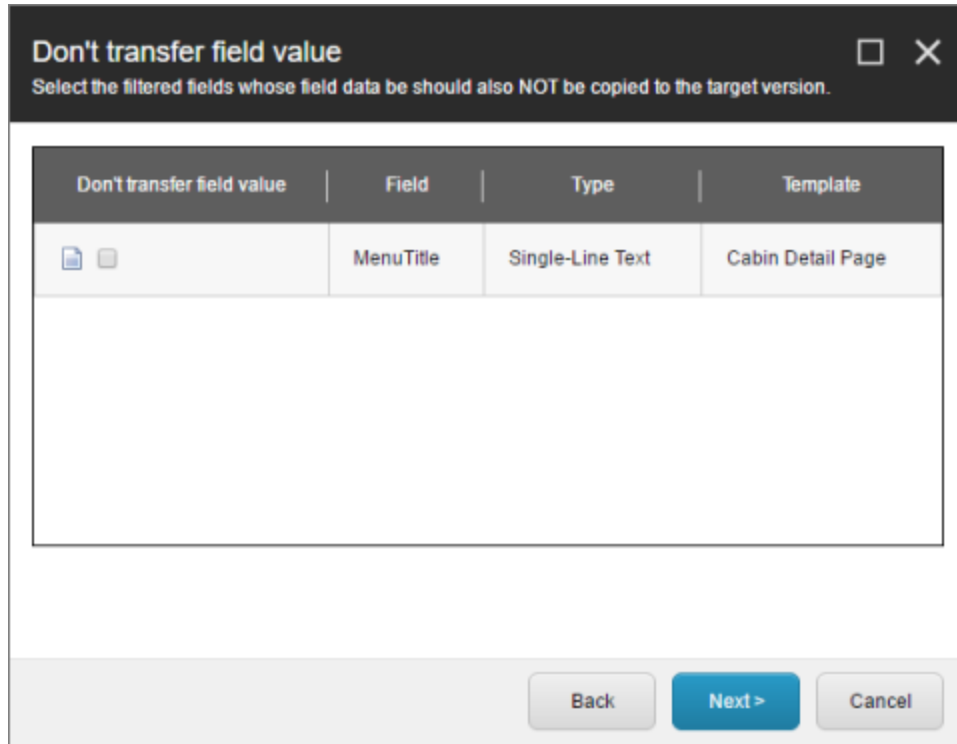 Don't transfer field value
Select the filtered fields whose field data be should also NOT be copied to the target version.
Don't transfer field value Field Type Template
MenuTitle Single-Line Text Cabin Detail Page
Back Next > Cancel